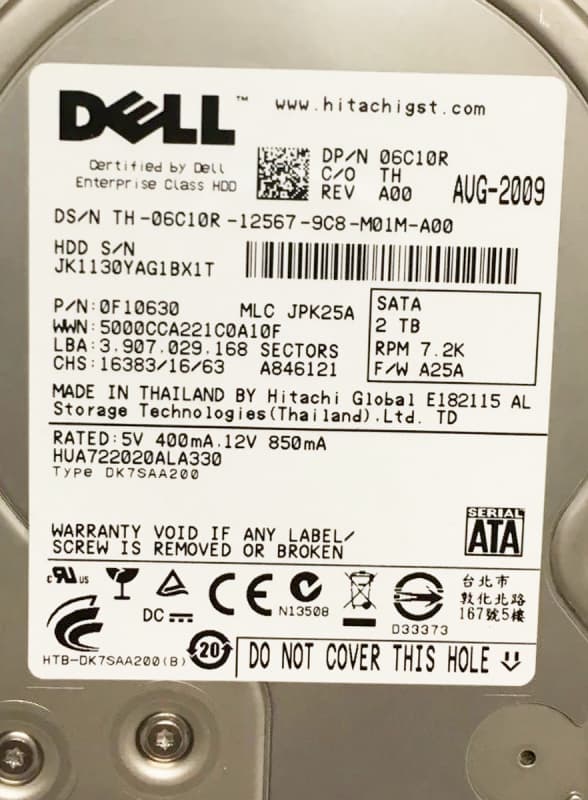 DELL™ www.hitachigst.com
Certified by Dell
Enterprise Class HDD
DP/N 06C10R
C/O TH
REV A00
AUG-2009
DS/N TH-06C10R-12567-9C8-M01M-A00
HDD S/N
JK1130YAG1BX1T
P/N:0F10630 MLC JPK25A
WWN:5000CCA221C0A10F
LBA:3,907,029,168 SECTORS
CHS:16383/16/63 A846121
SATA
2 TB
RPM 7.2K
F/W A25A
MADE IN THAILAND BY Hitachi Global E182115 AL
Storage Technologies(Thailand).Ltd. TD
RATED:5V 400mA,12V 850mA
HUA722020ALA330
Type DK7SAA200
WARRANTY VOID IF ANY LABEL/
SCREW IS REMOVED OR BROKEN
SERIAL
ATA
c RU us
DC
CE
N13508
D33373
台北市
敦化北路
167號5樓
HTB-DK7SAA200(B)
20
DO NOT COVER THIS HOLE